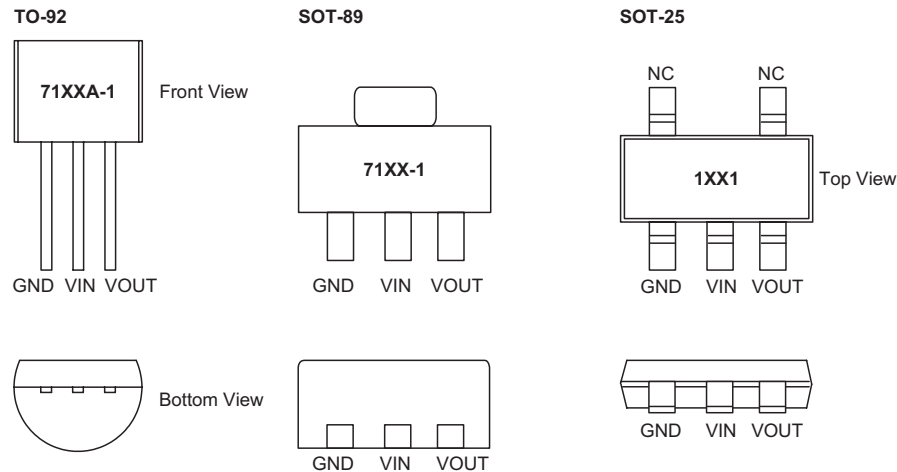 TO-92
SOT-89
SOT-25
NC NC
71XXA-1
Front View
71XX-1
1XX1
Top View
GND VIN VOUT
GND VIN VOUT
GND VIN VOUT
Bottom View
GND VIN VOUT
GND VIN VOUT